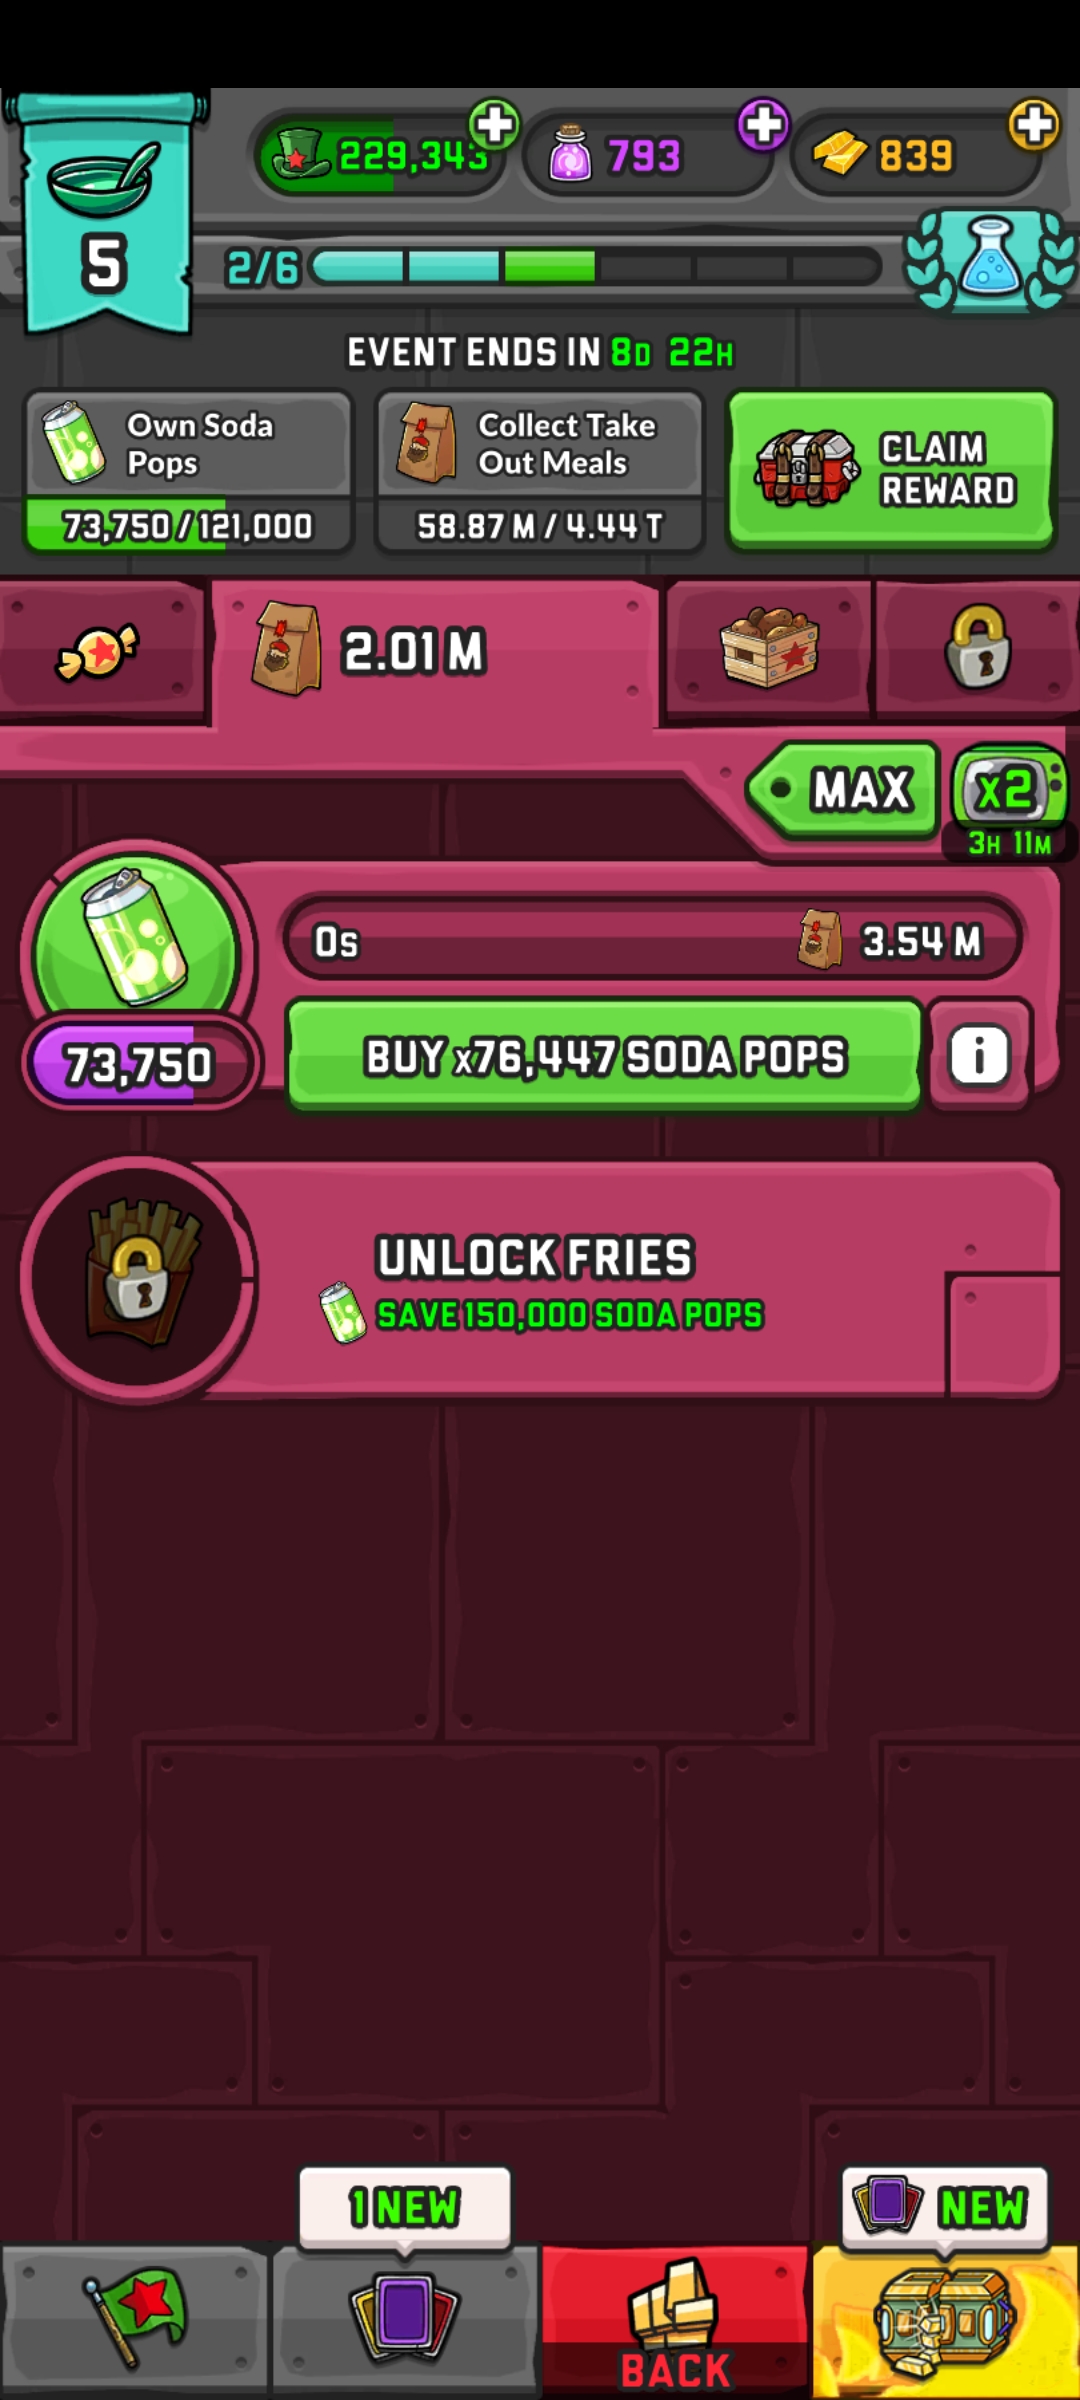 229,343
793
839
5
2/6
EVENT ENDS IN 8D 22H
Own Soda
Pops
73,750/121,000
Collect Take
Out Meals
58.87 M / 4.44 T
CLAIM
REWARD
2.01 M
MAX
x2
3H 11M
0s
3.54 M
73,750
BUY x76,447 SODA POPS
i
UNLOCK FRIES
SAVE 150,000 SODA POPS
1 NEW
NEW
BACK